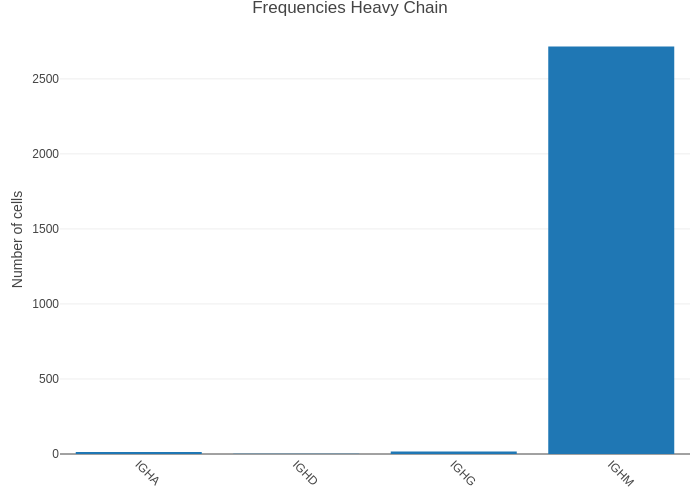 Frequencies Heavy Chain
Number of cells
2500
2000
1500
1000
500
0
IGHA
IGHD
IGHG
IGHM